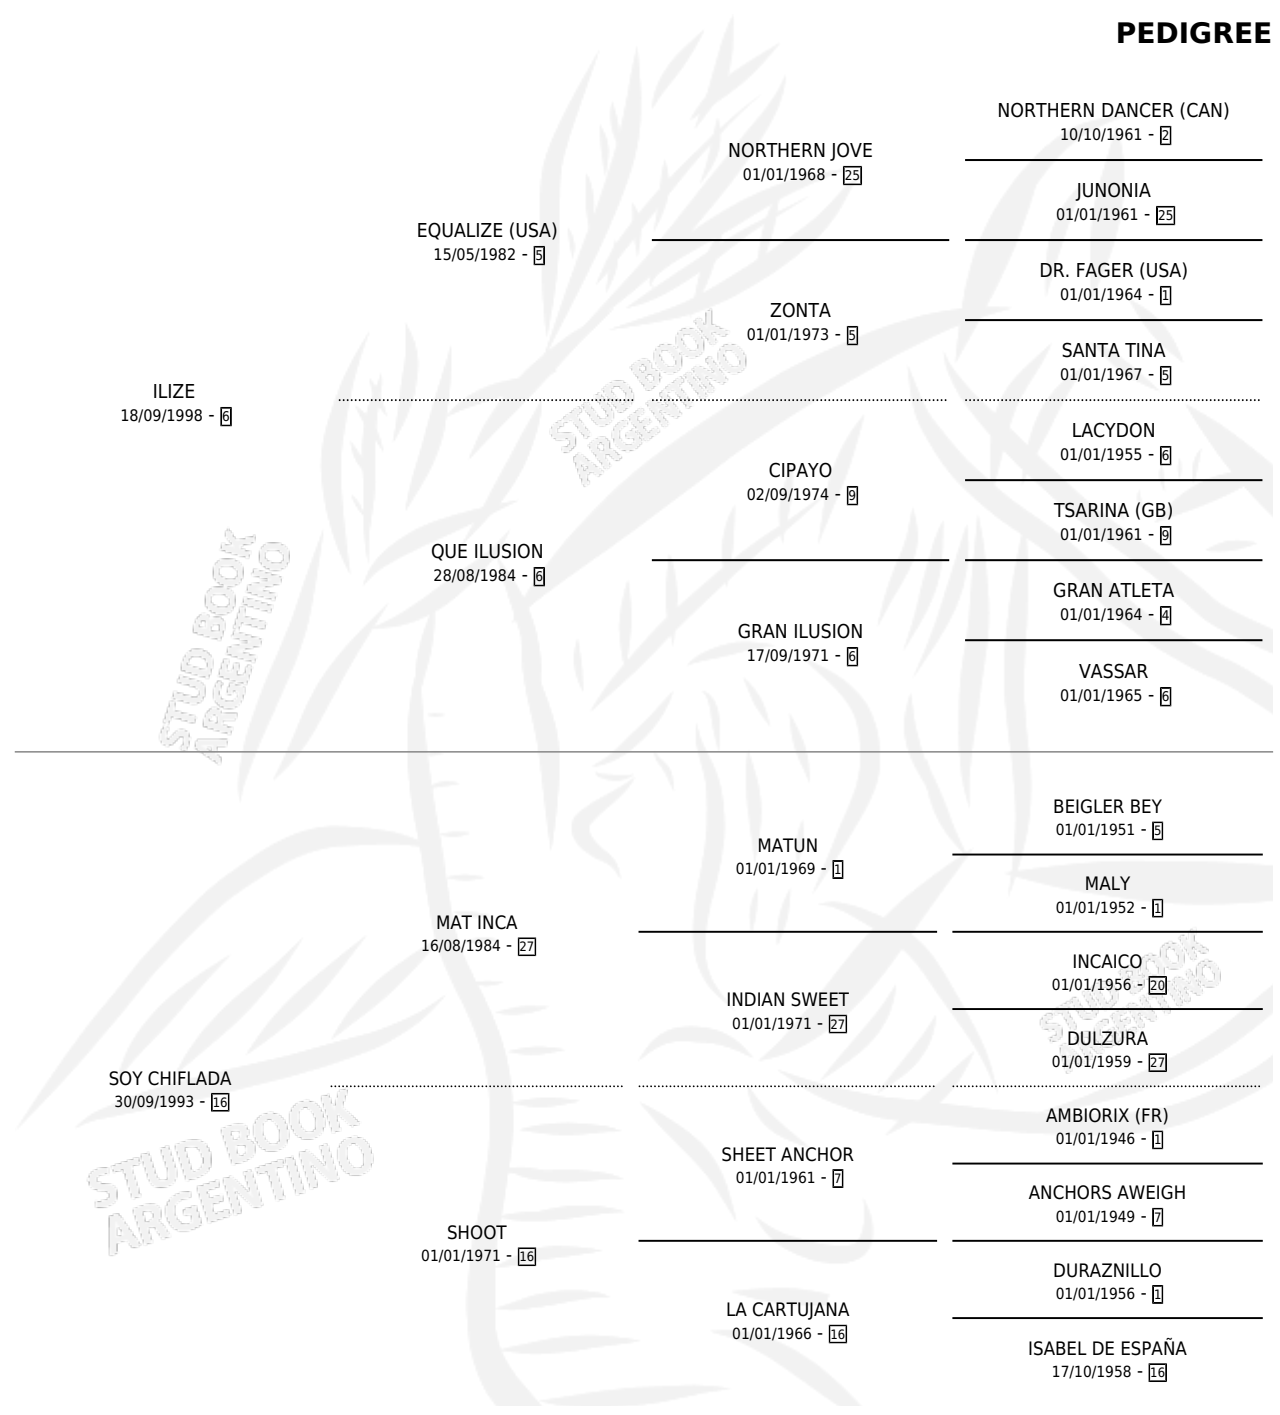 PEDIGREE
NORTHERN DANCER (CAN)
10/10/1961 - 2
NORTHERN JOVE
01/01/1968 - 25
JUNONIA
01/01/1961 - 25
EQUALIZE (USA)
15/05/1982 - 5
DR. FAGER (USA)
01/01/1964 - 1
ZONTA
01/01/1973 - 5
SANTA TINA
01/01/1967 - 5
ILIZE
18/09/1998 - 6
STUD BOOK
ARGENTINO
LACYDON
01/01/1955 - 6
CIPAYO
02/09/1974 - 9
TSARINA (GB)
01/01/1961 - 9
QUE ILUSION
28/08/1984 - 6
GRAN ATLETA
01/01/1964 - 4
GRAN ILUSION
17/09/1971 - 6
VASSAR
01/01/1965 - 6
STUD BOOK
ARGENTINO
BEIGLER BEY
01/01/1951 - 5
MATUN
01/01/1969 - 1
MALY
01/01/1952 - 1
MAT INCA
16/08/1984 - 27
INCAICO
01/01/1956 - 20
INDIAN SWEET
01/01/1971 - 27
STUD BOOK
ARGENTINO
DULZURA
01/01/1959 - 27
SOY CHIFLADA
30/09/1993 - 16
AMBIORIX (FR)
01/01/1946 - 1
SHEET ANCHOR
01/01/1961 - 7
STUD BOOK
ARGENTINO
ANCHORS AWEIGH
01/01/1949 - 7
SHOOT
01/01/1971 - 16
DURAZNILLO
01/01/1956 - 1
LA CARTUJANA
01/01/1966 - 16
ISABEL DE ESPAÑA
17/10/1958 - 16